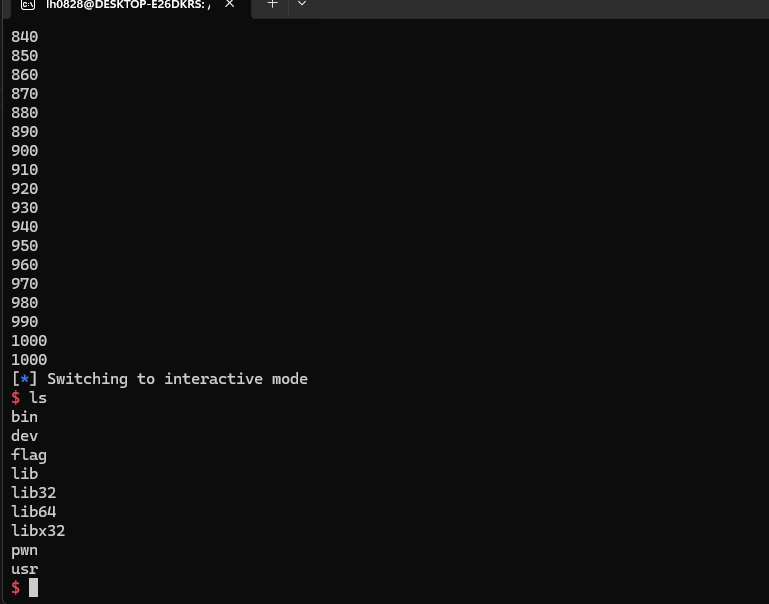 lh0828@DESKTOP-E26DKRS: /
840
850
860
870
880
890
900
910
920
930
940
950
960
970
980
990
1000
1000
[*] Switching to interactive mode
$ ls
bin
dev
flag
lib
lib32
lib64
libx32
pwn
usr
$